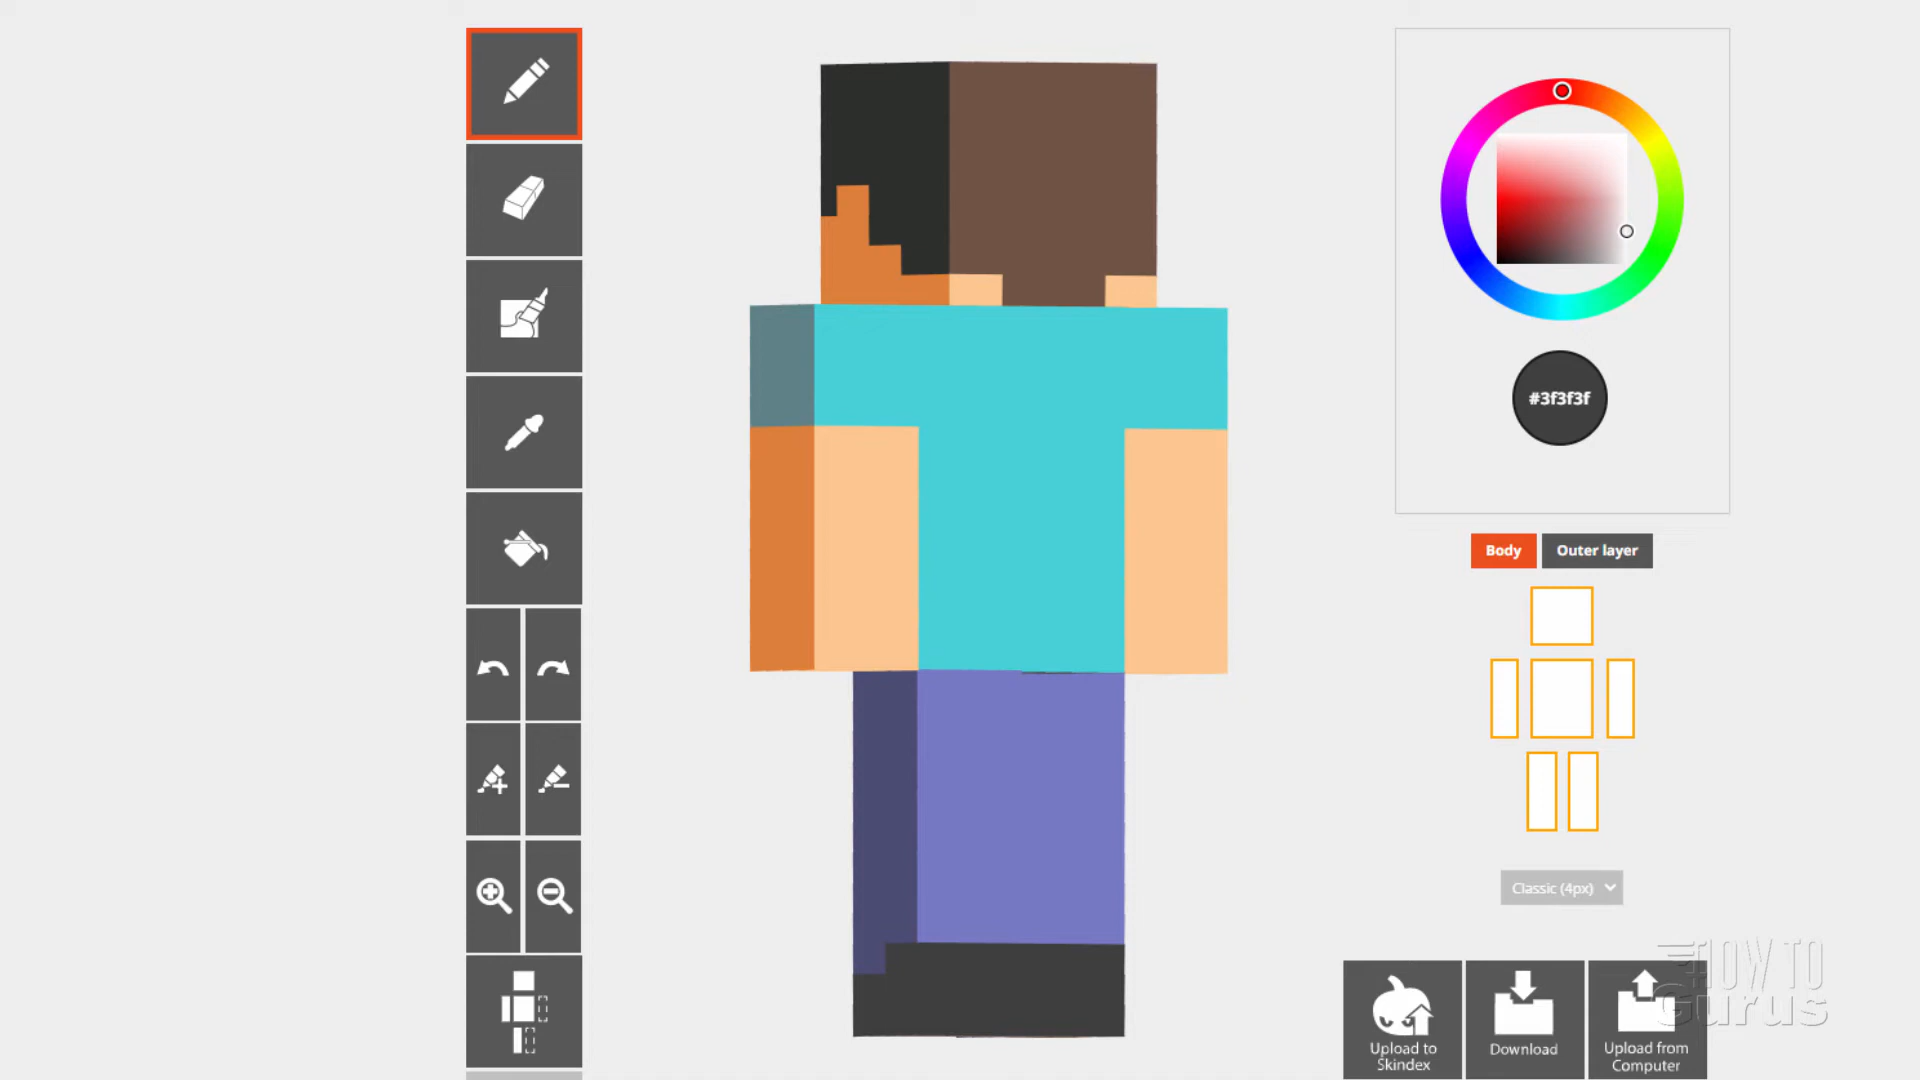 #3f3f3f
Body
Outer layer
Classic (4px)
HOW TO
Gurus
Upload to
Skindex
Download
Upload from
Computer